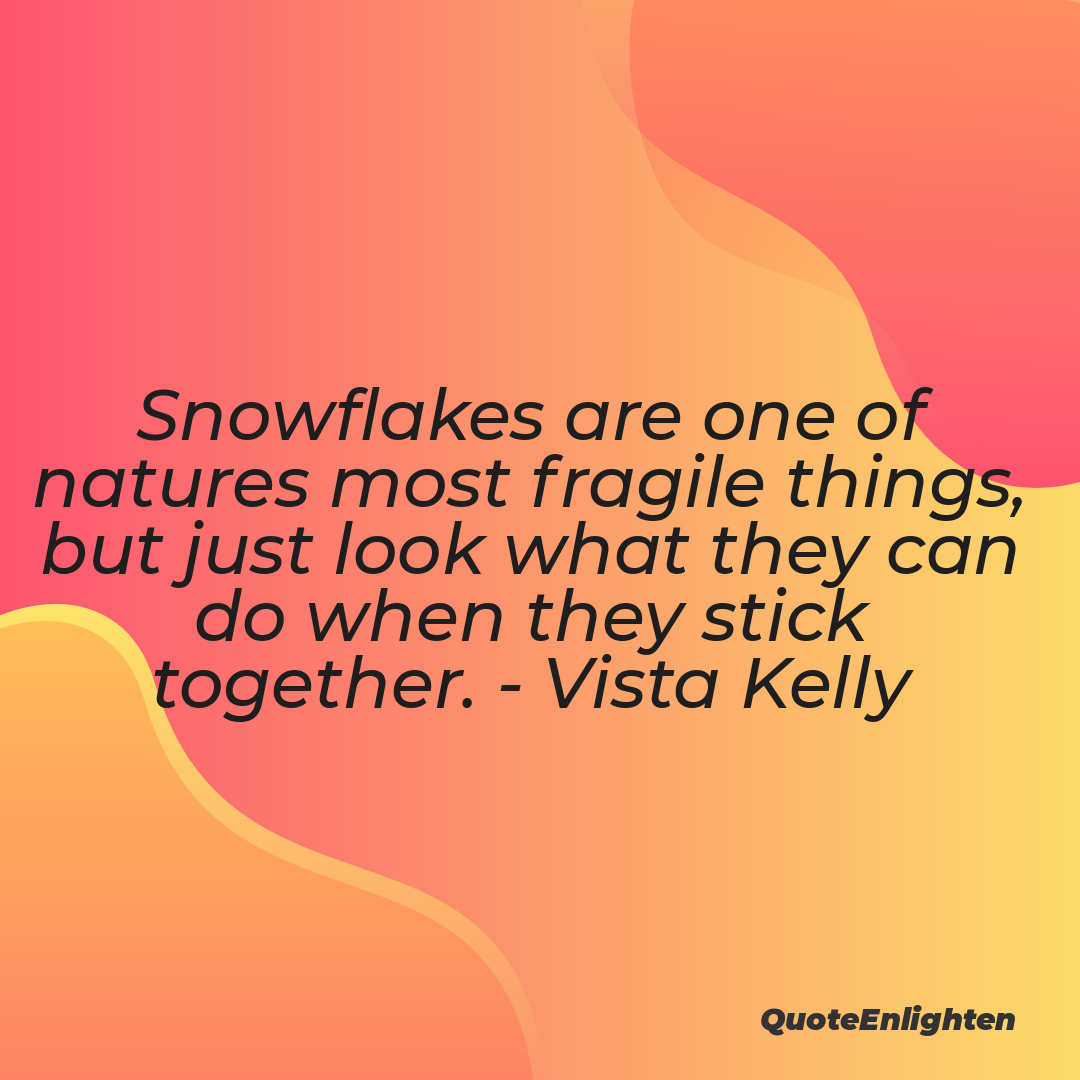 Snowflakes are one of
natures most fragile things,
but just look what they can
do when they stick
together. - Vista Kelly
QuoteEnlighten